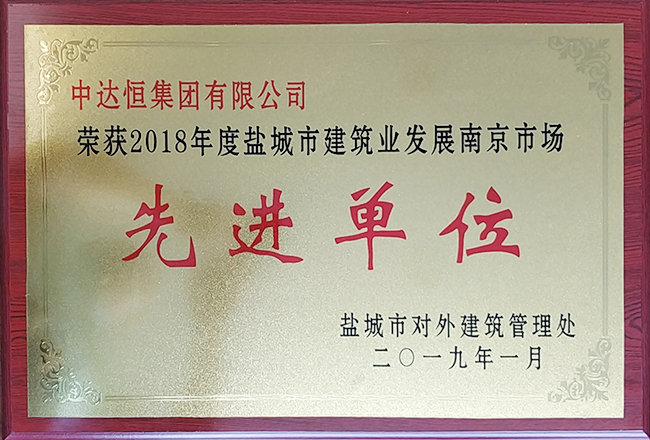 中达恒集团有限公司
荣获2018年度盐城市建筑业发展南京市场
先进单位
盐城市对外建筑管理处
二〇一九年一月